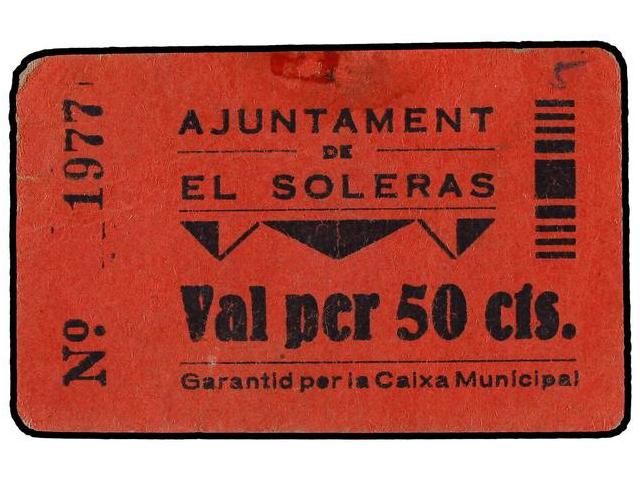 Nº 1977
AJUNTAMENT
DE
EL SOLERAS
Val per 50 cts.
Garantid per la Caixa Municipal